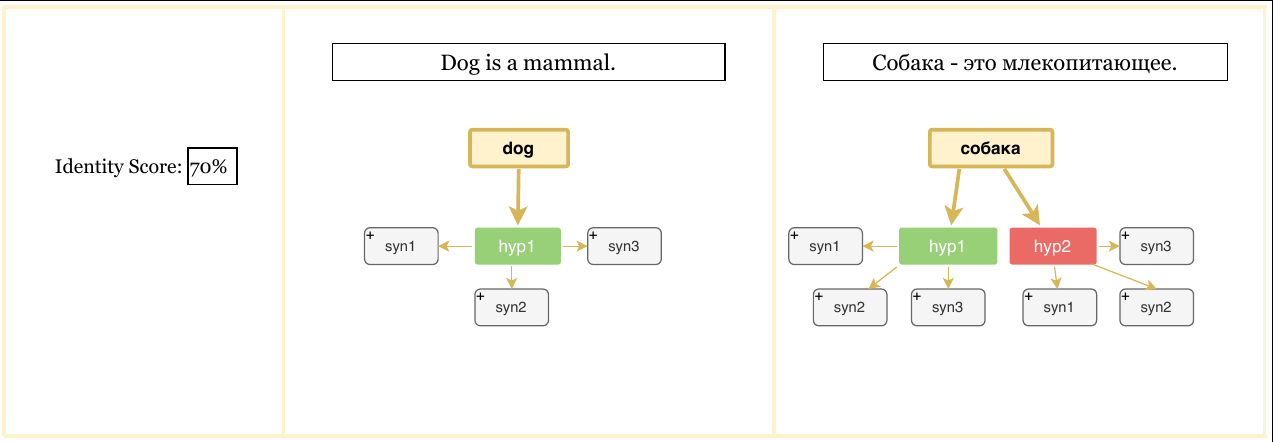 Identity Score: 70%
Dog is a mammal.
dog
+ syn1
hyp1
+ syn3
+ syn2
Собака - это млекопитающее.
собака
+ syn1
hyp1
hyp2
+ syn3
+ syn2
+ syn3
+ syn1
+ syn2